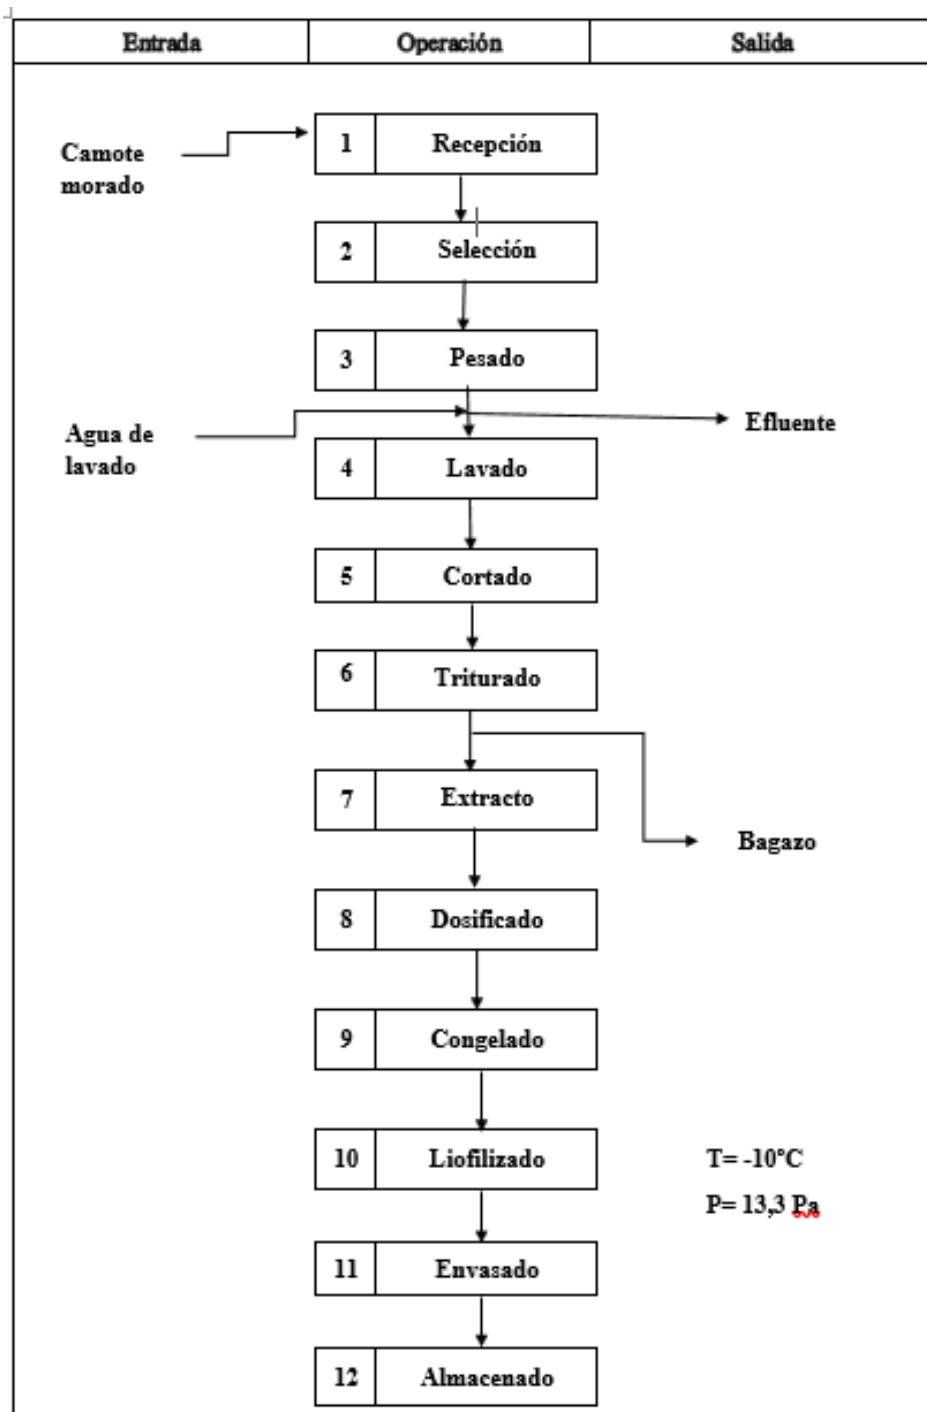 Entrada Operación Salida
Camote
morado
1 Recepción
2 Selección
3 Pesado
Agua de
lavado
Efluente
4 Lavado
5 Cortado
6 Triturado
7 Extracto
Bagazo
8 Dosificado
9 Congelado
10 Liofilizado
T= -10°C
P= 13,3 Pa
11 Envasado
12 Almacenado